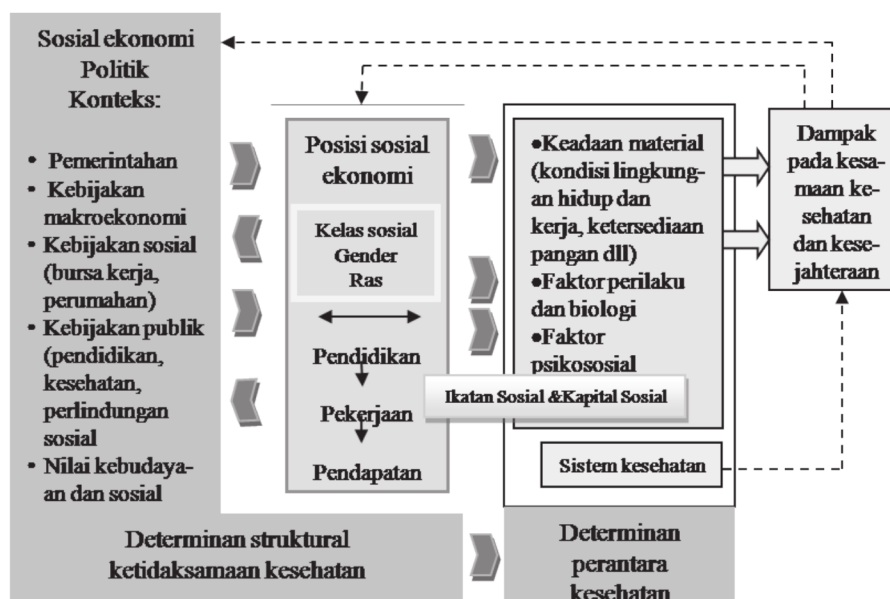 Sosial ekonomi
Politik
Konteks:
• Pemerintahan
• Kebijakan
makroekonomi
• Kebijakan sosial
(bursa kerja,
perumahan)
• Kebijakan publik
(pendidikan,
kesehatan,
perlindungan
sosial
• Nilai kebudaya-
an dan sosial
Posisi sosial
ekonomi
Kelas sosial
Gender
Ras
Pendidikan
Pekerjaan
Pendapatan
•Keadaan material
(kondisi lingkung-
an hidup dan
kerja, ketersediaan
pangan dll)
•Faktor perilaku
dan biologi
•Faktor
psikososial
Ikatan Sosial &Kapital Sosial
Sistem kesehatan
Dampak
pada kesa-
maan ke-
sehatan
dan kese-
jahteraan
Determinan struktural
ketidaksamaan kesehatan
Determinan
perantara
kesehatan